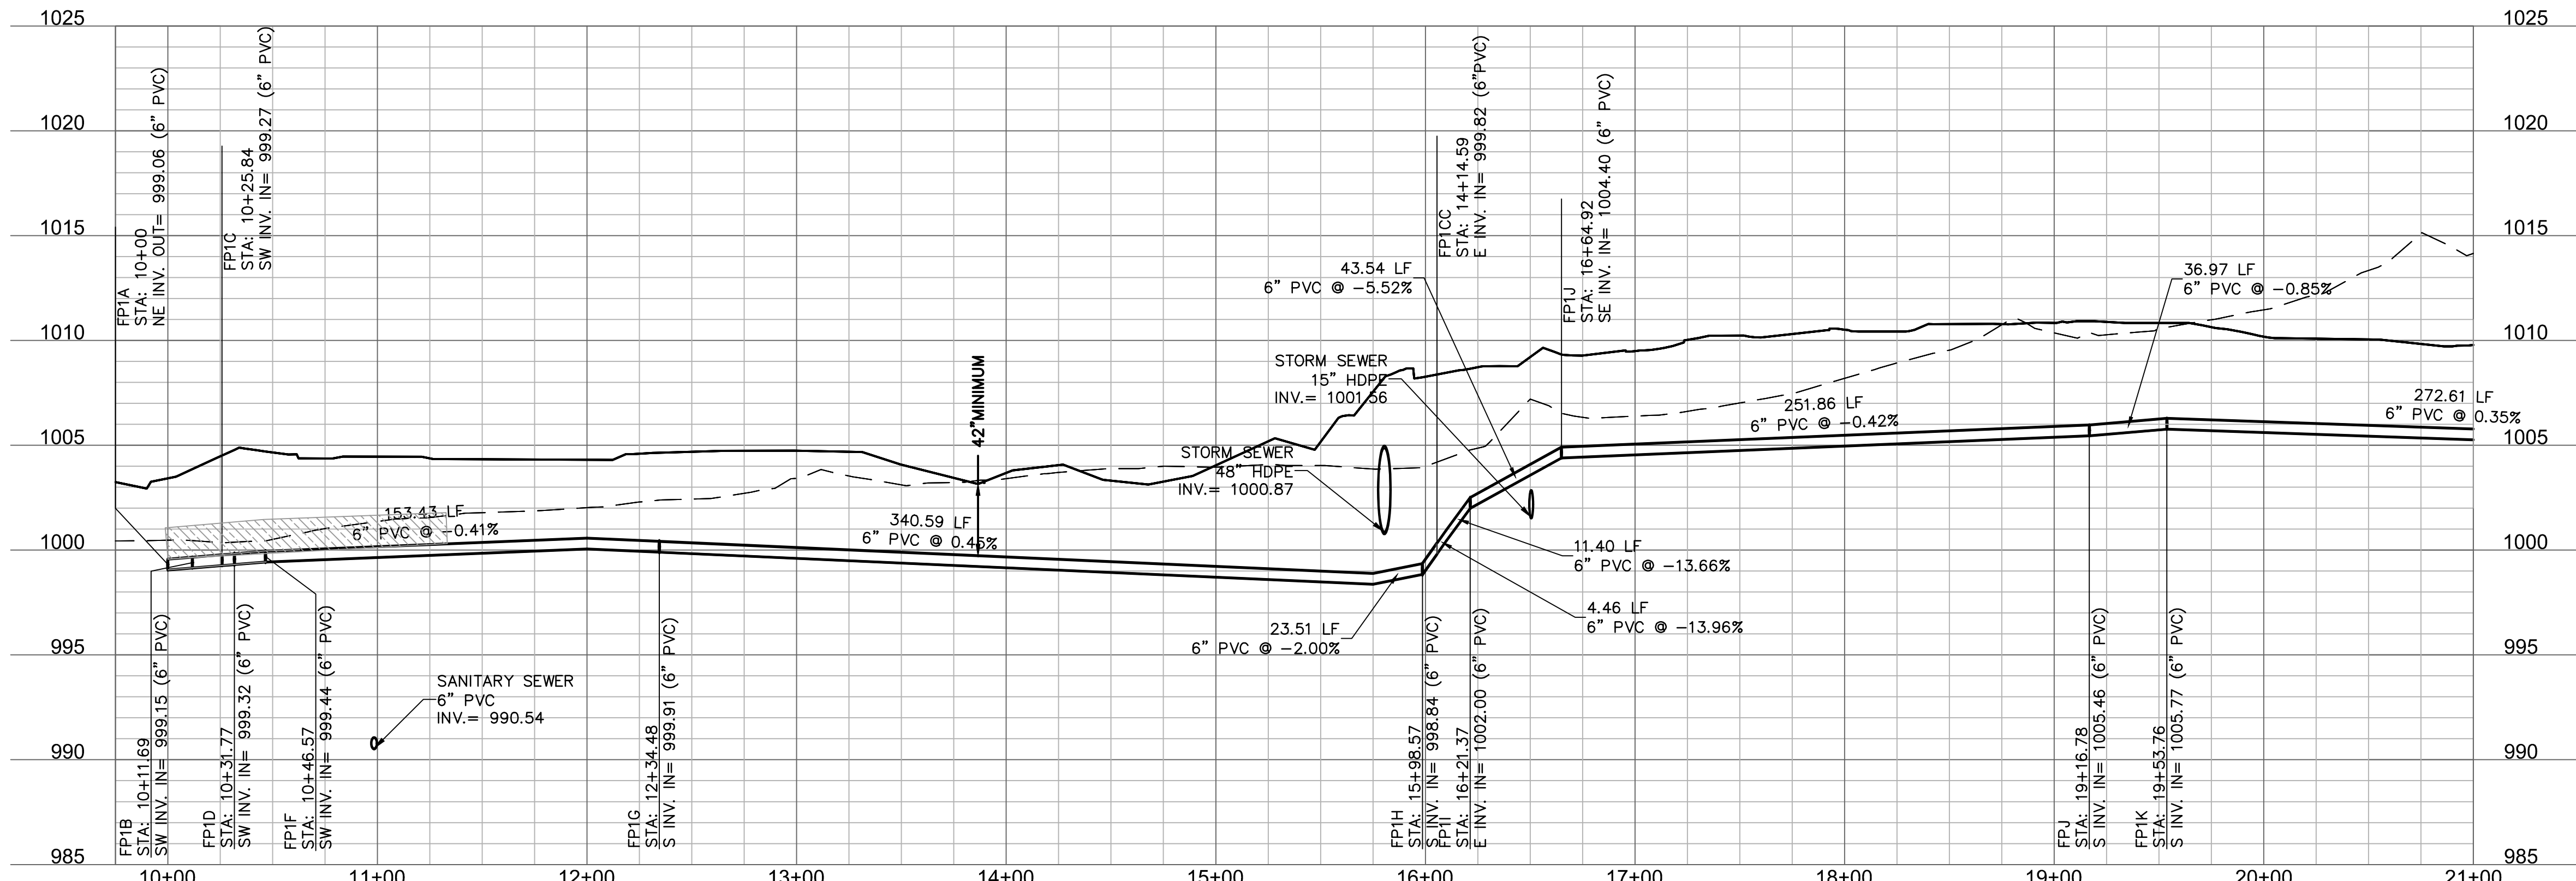 1025
1020
1015
1010
1005
1000
995
990
985
1025
1020
1015
1010
1005
1000
995
990
985
FP1A
STA: 10+00
NE INV. OUT= 999.06 (6" PVC)
FP1C
STA: 10+25.84
SW INV. IN= 999.27 (6" PVC)
FP1CC
STA: 14+14.59
E INV. IN= 999.82 (6"PVC)
FP1J
STA: 16+64.92
SE INV. IN= 1004.40 (6" PVC)
43.54 LF
6" PVC @ -5.52%
36.97 LF
6" PVC @ -0.85%
STORM SEWER
15" HDPE
INV.= 1001.56
42"MINIMUM
STORM SEWER
48" HDPE
INV.= 1000.87
251.86 LF
6" PVC @ -0.42%
272.61 LF
6" PVC @ 0.35%
153.43 LF
6" PVC @ -0.41%
340.59 LF
6" PVC @ 0.45%
11.40 LF
6" PVC @ -13.66%
4.46 LF
6" PVC @ -13.96%
23.51 LF
6" PVC @ -2.00%
SANITARY SEWER
6" PVC
INV.= 990.54
FP1B
STA: 10+11.69
SW INV. IN= 999.15 (6" PVC)
FP1D
STA: 10+31.77
SW INV. IN= 999.32 (6" PVC)
FP1F
STA: 10+46.57
SW INV. IN= 999.44 (6" PVC)
FP1G
STA: 12+34.48
S INV. IN= 999.91 (6" PVC)
FP1H
STA: 15+98.57
S INV. IN= 998.84 (6" PVC)
FP1I
STA: 16+21.37
E INV. IN= 1002.00 (6" PVC)
FPJ
STA: 19+16.78
S INV. IN= 1005.46 (6" PVC)
FP1K
STA: 19+53.76
S INV. IN= 1005.77 (6" PVC)
10+00 11+00 12+00 13+00 14+00 15+00 16+00 17+00 18+00 19+00 20+00 21+00